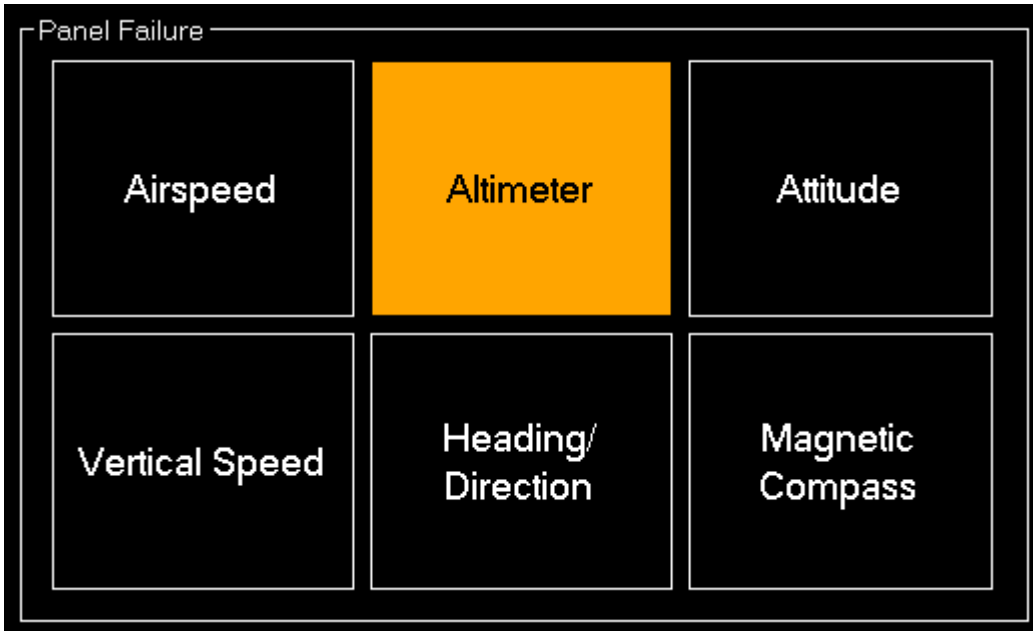 Panel Failure
Airspeed
Altimeter
Attitude
Vertical Speed
Heading/
Direction
Magnetic
Compass